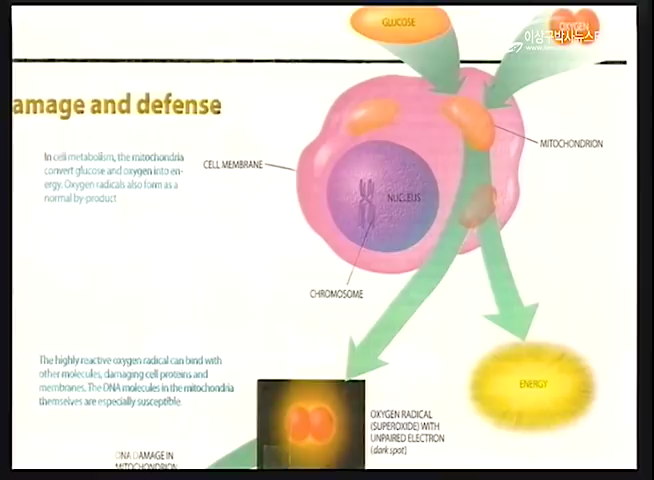 GLUCOSE
OXYGEN
이상구박사뉴스타
amage and defense
In cell metabolism, the mitochondria
convert glucose and oxygen into en-
ergy. Oxygen radicals also form as a
normal by-product
CELL MEMBRANE
MITOCHONDRION
NUCLEUS
CHROMOSOME
The highly reactive oxygen radical can bind with
other molecules, damaging cell proteins and
membranes. The DNA molecules in the mitochondria
themselves are especially susceptible.
ENERGY
OXYGEN RADICAL
(SUPEROXIDE) WITH
UNPAIRED ELECTRON
(dark spot)
DNA DAMAGE IN
MITOCHONDRION